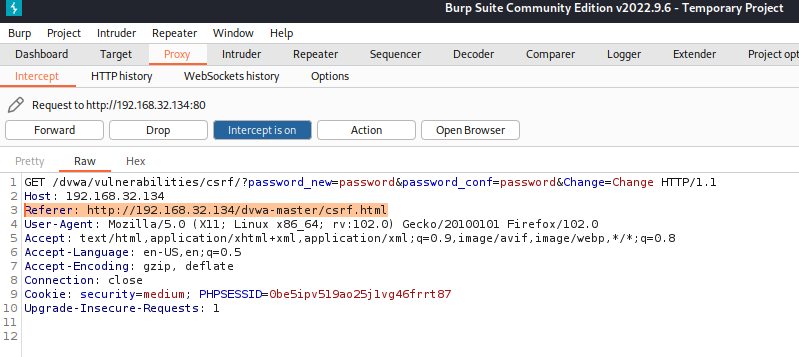 Burp Suite Community Edition v2022.9.6 - Temporary Project
Burp Project Intruder Repeater Window Help
Dashboard Target Proxy Intruder Repeater Sequencer Decoder Comparer Logger Extender Project opt
Intercept HTTP history WebSockets history Options
Request to http://192.168.32.134:80
Forward Drop Intercept is on Action Open Browser
Pretty Raw Hex
1 GET /dvwa/vulnerabilities/csrf/?password_new=password&password_conf=password&Change=Change HTTP/1.1
2 Host: 192.168.32.134
3 Referer: http://192.168.32.134/dvwa-master/csrf.html
4 User-Agent: Mozilla/5.0 (X11; Linux x86_64; rv:102.0) Gecko/20100101 Firefox/102.0
5 Accept: text/html,application/xhtml+xml,application/xml;q=0.9,image/avif,image/webp,*/*;q=0.8
6 Accept-Language: en-US,en;q=0.5
7 Accept-Encoding: gzip, deflate
8 Connection: close
9 Cookie: security=medium; PHPSESSID=0be5ipv519ao25j1vg46frrt87
10 Upgrade-Insecure-Requests: 1
11
12